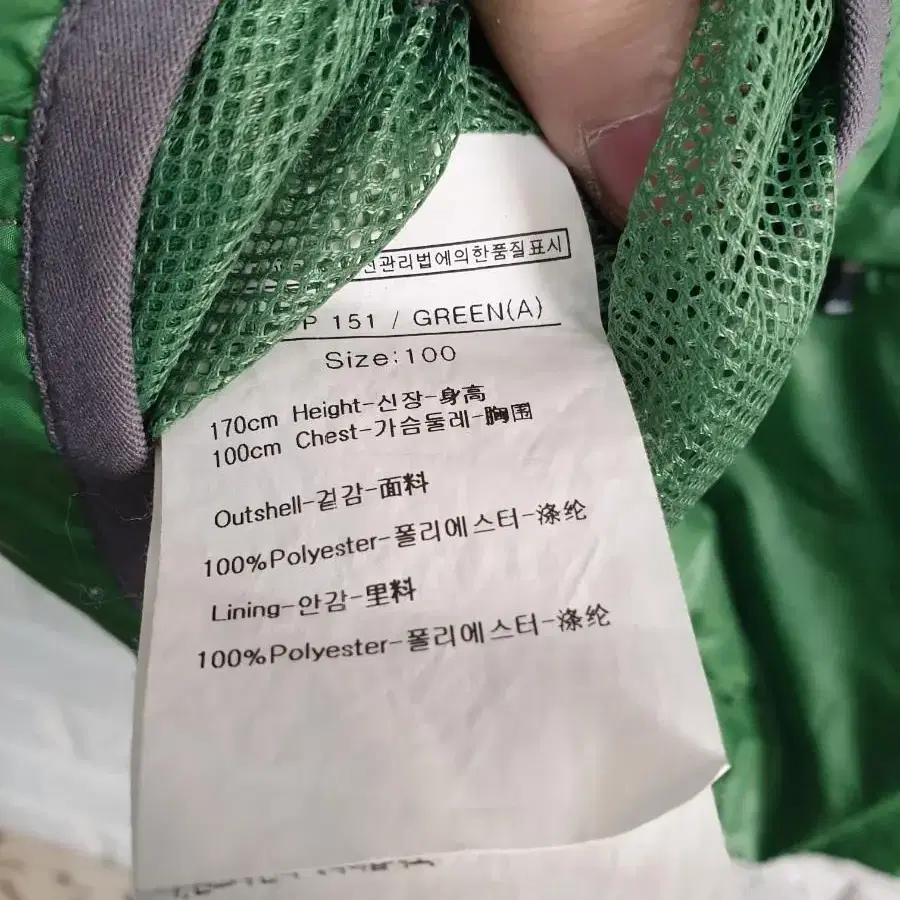 전관리법에의한품질표시
P 151 / GREEN(A)
Size:100
170cm Height-신장-身高
100cm Chest-가슴둘레-胸围
Outshell-겉감-面料
100%Polyester-폴리에스터-涤纶
Lining-안감-里料
100%Polyester-폴리에스터-涤纶